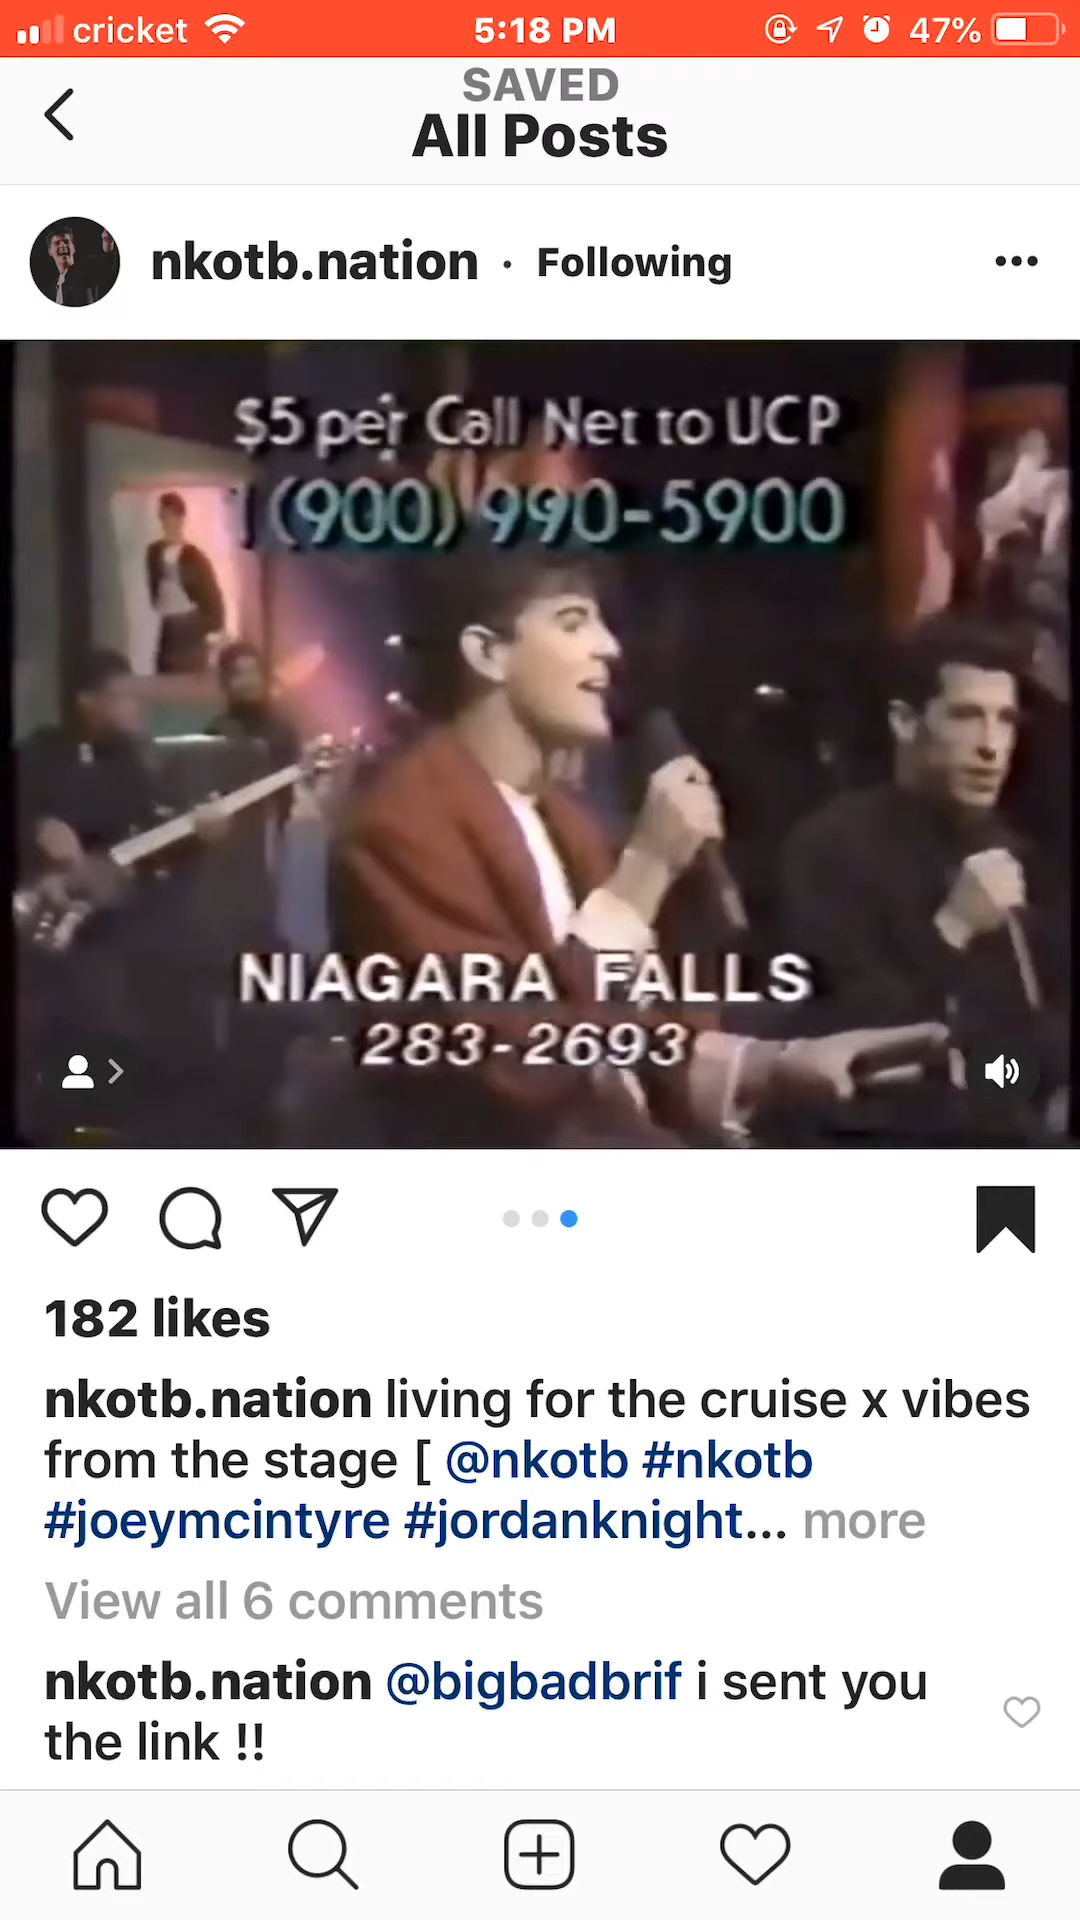 cricket 5:18 PM 47%
SAVED
All Posts
nkotb.nation · Following
$5 per Call Net to UCP
1(900) 990-5900
NIAGARA FALLS
283-2693
182 likes
nkotb.nation living for the cruise x vibes
from the stage [ @nkotb #nkotb
#joeymcintyre #jordanknight... more
View all 6 comments
nkotb.nation @bigbadbrif i sent you
the link !!